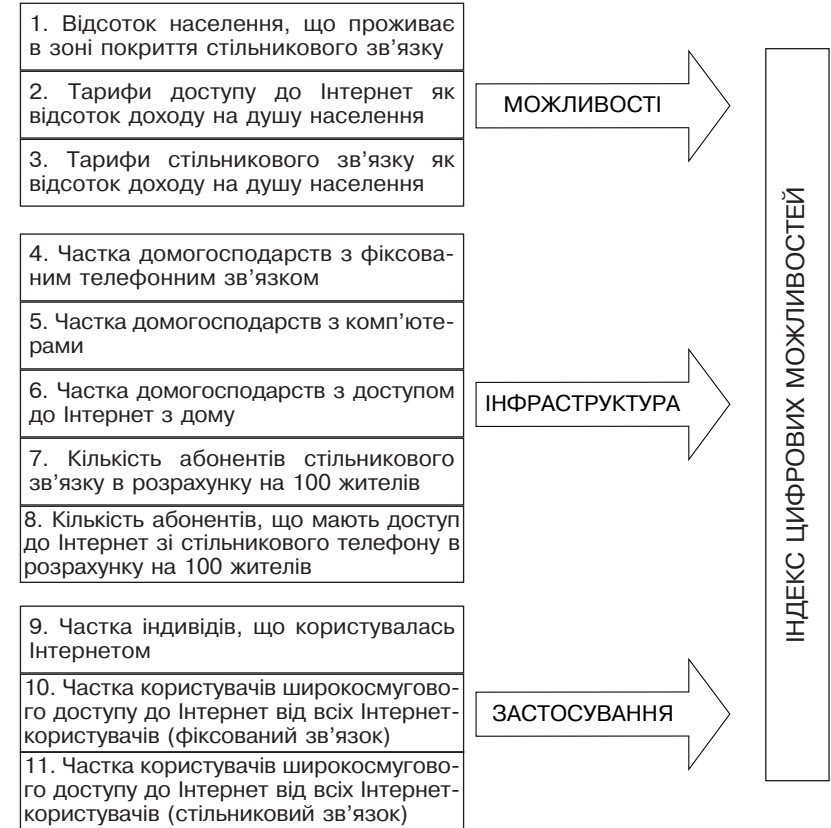 1. Відсоток населення, що проживає
в зоні покриття стільникового зв’язку
2. Тарифи доступу до Інтернет як
відсоток доходу на душу населення
3. Тарифи стільникового зв’язку як
відсоток доходу на душу населення
МОЖЛИВОСТІ
4. Частка домогосподарств з фіксова-
ним телефонним зв’язком
5. Частка домогосподарств з комп’юте-
рами
6. Частка домогосподарств з доступом
до Інтернет з дому
7. Кількість абонентів стільникового
зв’язку в розрахунку на 100 жителів
8. Кількість абонентів, що мають доступ
до Інтернет зі стільникового телефону в
розрахунку на 100 жителів
ІНФРАСТРУКТУРА
9. Частка індивідів, що користувалась
Інтернетом
10. Частка користувачів широкосмугово-
го доступу до Інтернет від всіх Інтернет-
користувачів (фіксований зв’язок)
11. Частка користувачів широкосмугово-
го доступу до Інтернет від всіх Інтернет-
користувачів (стільниковий зв’язок)
ЗАСТОСУВАННЯ
ІНДЕКС ЦИФРОВИХ МОЖЛИВОСТЕЙ